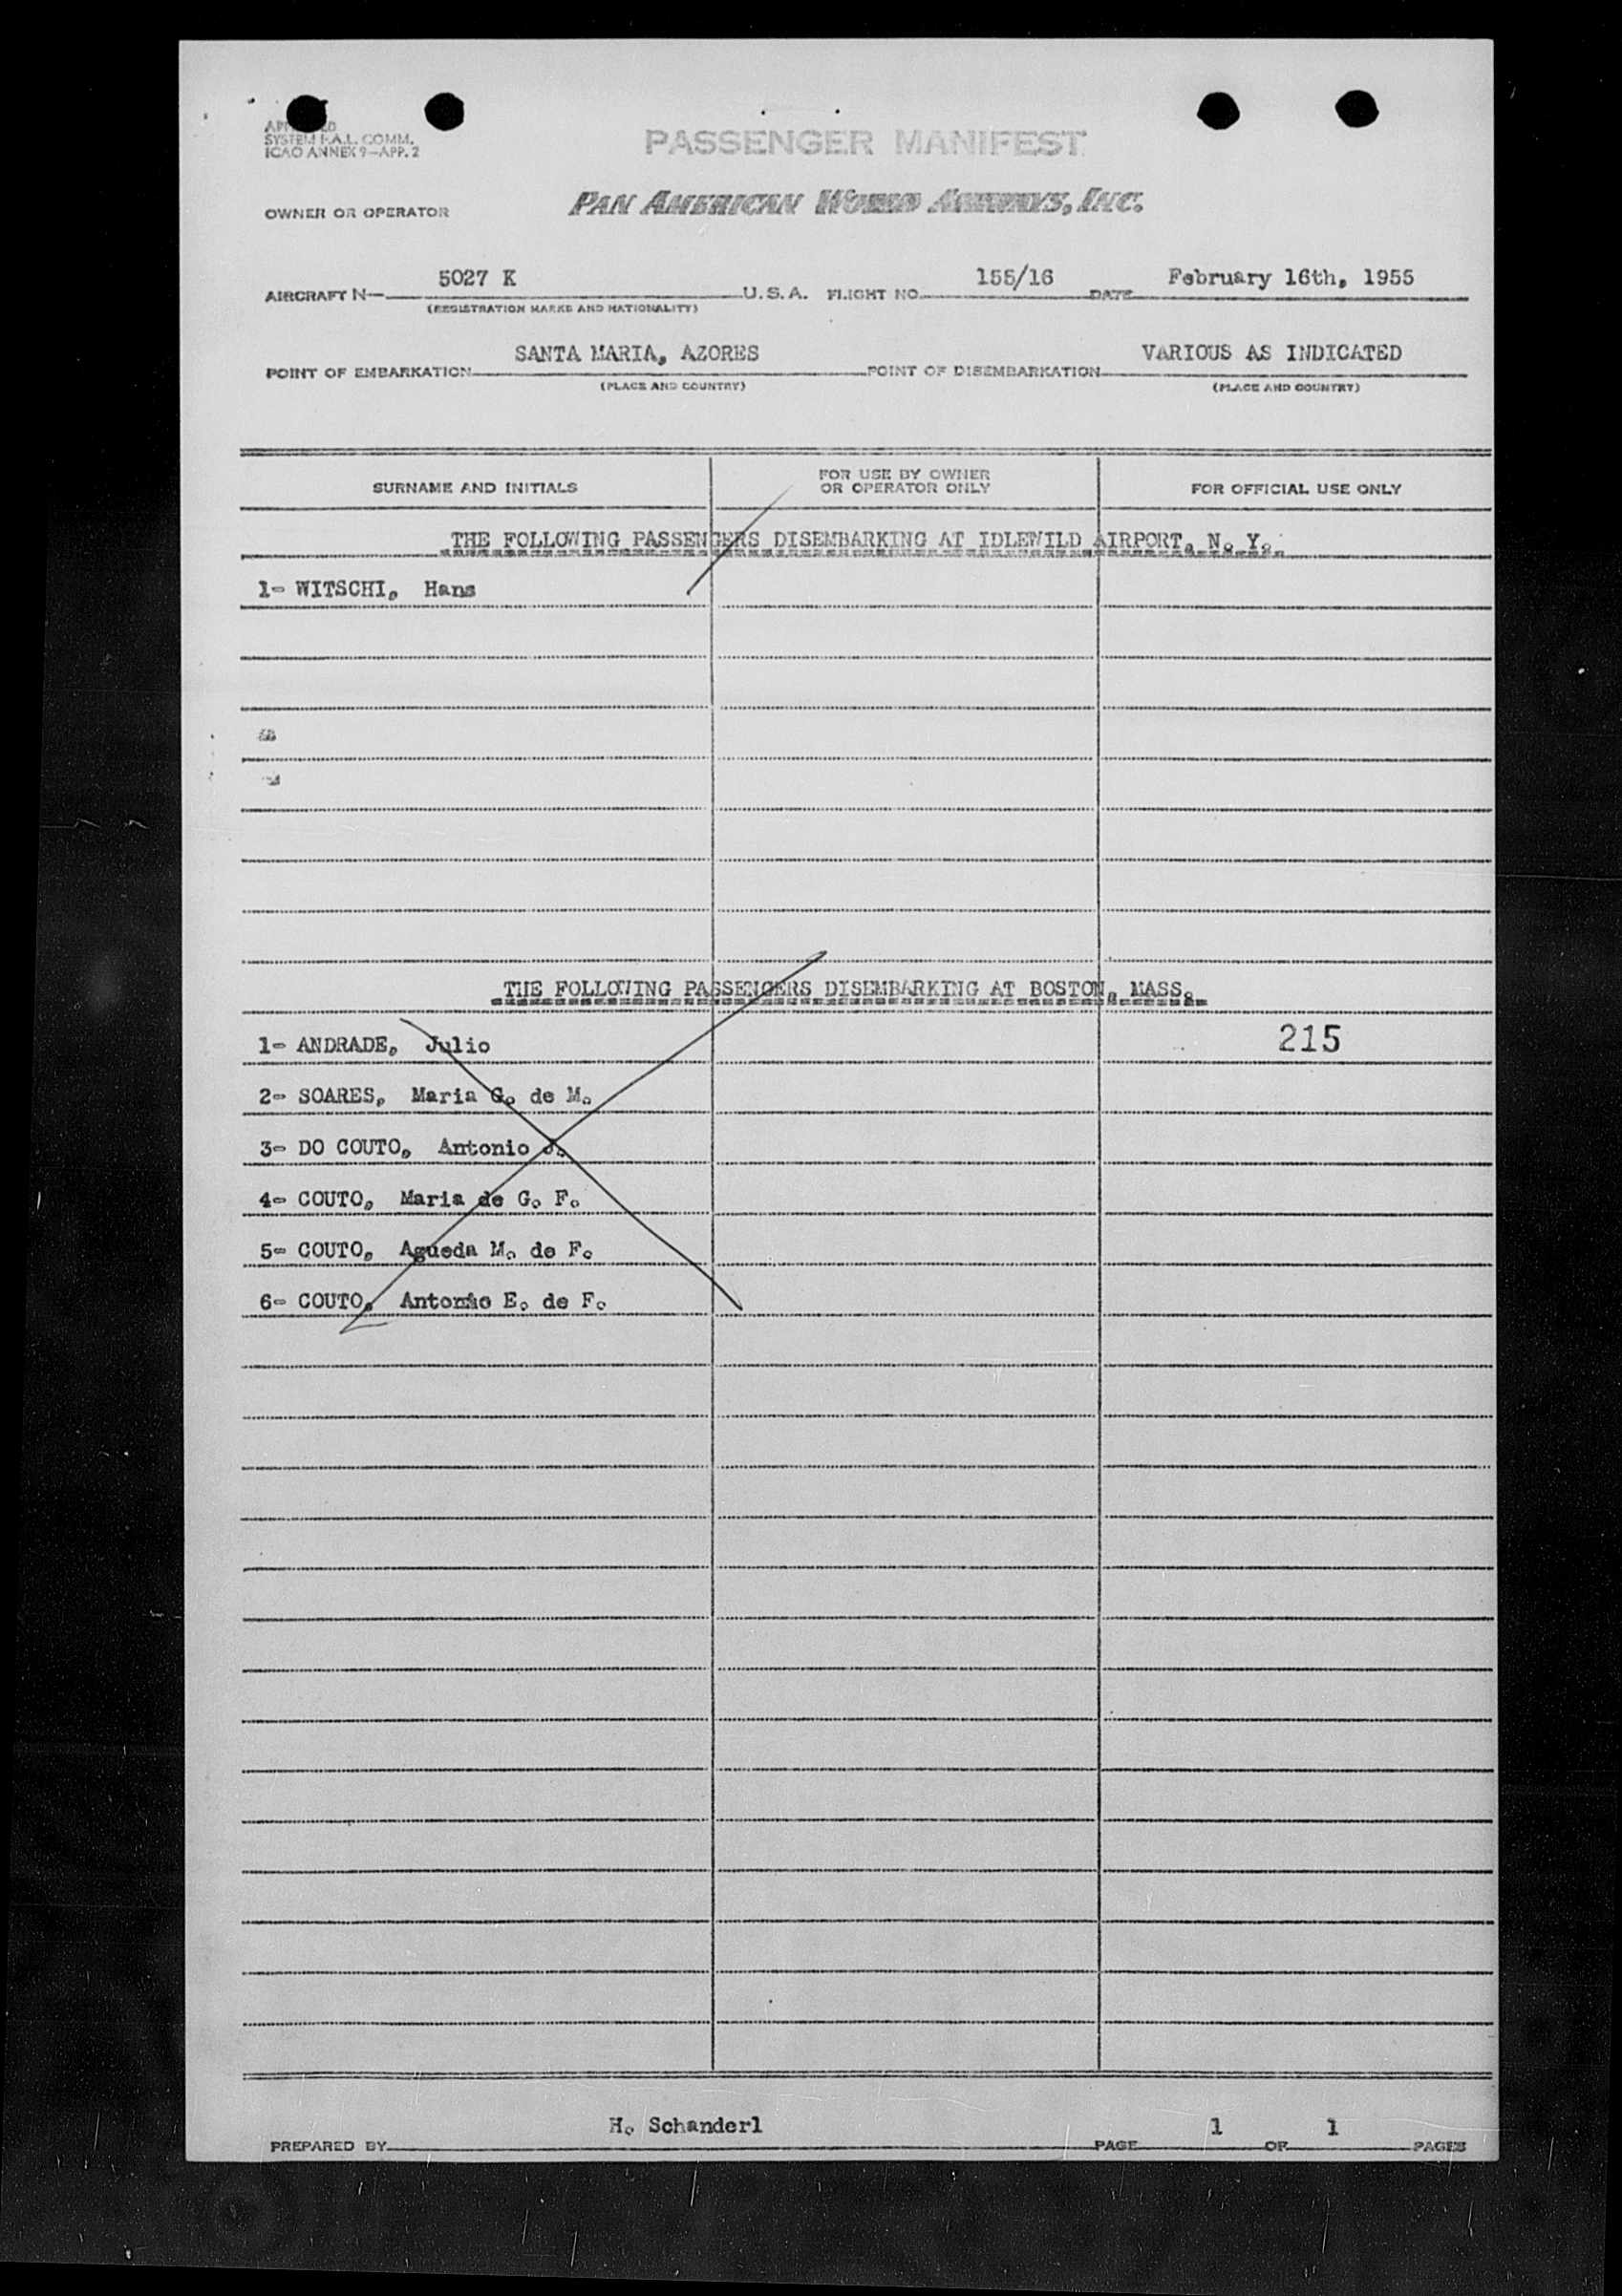 SYSTEM F.A.L. COMM.
ICAO ANNEX 9-APP. 2
PASSENGER MANIFEST
OWNER OR OPERATOR
PAN AMERICAN WORLD AIRWAYS, INC.
AIRCRAFT N- 5027 K U.S.A. FLIGHT NO. 155/16 DATE February 16th, 1955
(REGISTRATION MARKS AND NATIONALITY)
POINT OF EMBARKATION SANTA MARIA, AZORES POINT OF DISEMBARKATION VARIOUS AS INDICATED
(PLACE AND COUNTRY) (PLACE AND COUNTRY)
SURNAME AND INITIALS FOR USE BY OWNER OR OPERATOR ONLY FOR OFFICIAL USE ONLY
THE FOLLOWING PASSENGERS DISEMBARKING AT IDLEWILD AIRPORT, N. Y.
1- WITSCHI, Hans
THE FOLLOWING PASSENGERS DISEMBARKING AT BOSTON, MASS.
1- ANDRADE, Julio 215
2- SOARES, Maria G. de M.
3- DO COUTO, Antonio J.
4- COUTO, Maria de G. F.
5- COUTO, Agueda M. de F.
6- COUTO, Antonio E. de F.
PREPARED BY H. Schanderl PAGE 1 OF 1 PAGES